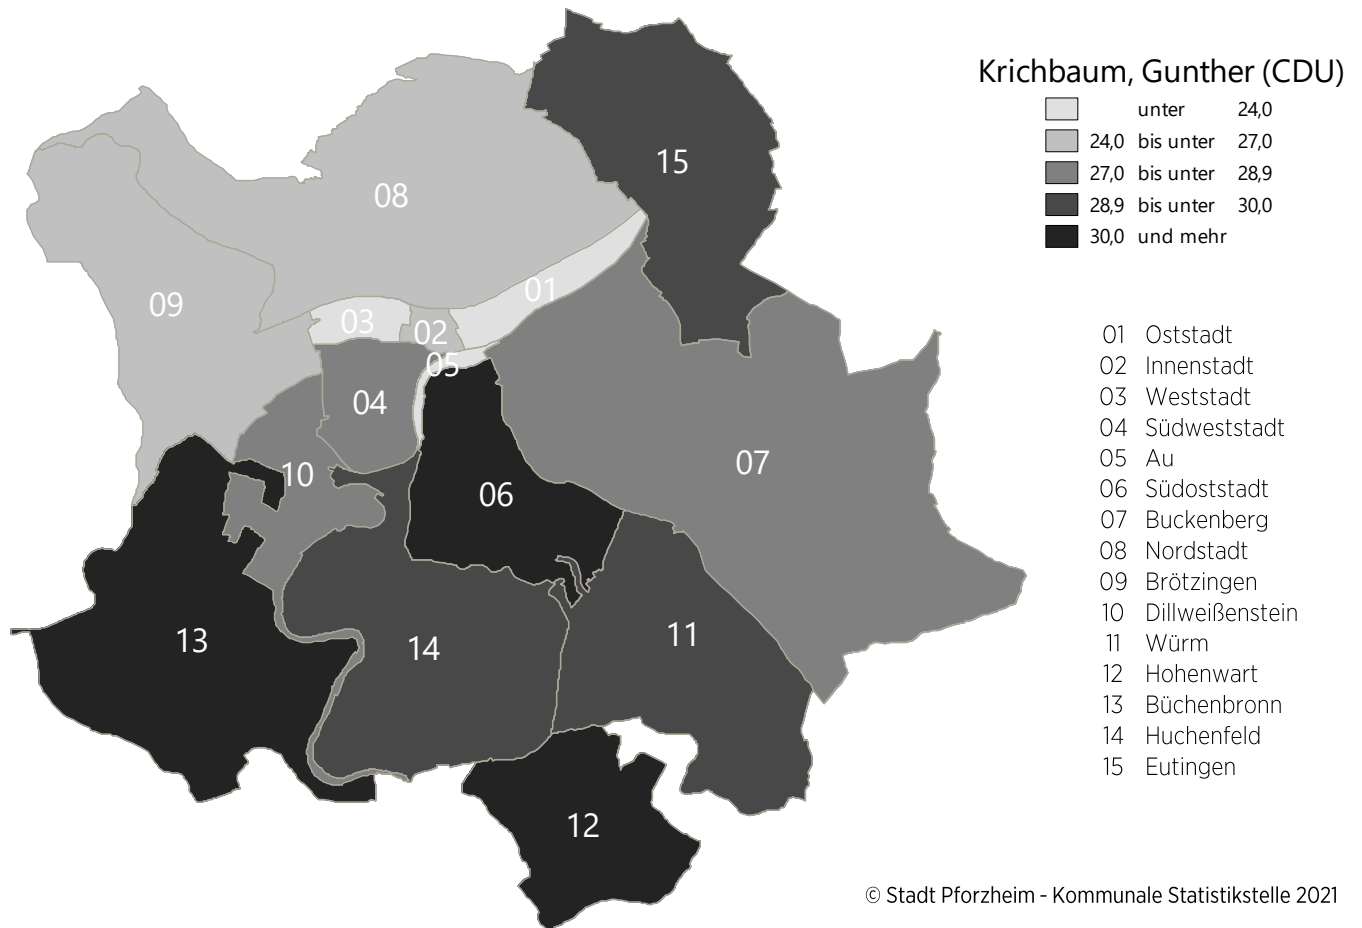 Krichbaum, Gunther (CDU)
unter 24,0
24,0 bis unter 27,0
27,0 bis unter 28,9
28,9 bis unter 30,0
30,0 und mehr
15
08
01
09
03
02
05
04
07
10
06
13
14
11
12
01 Oststadt
02 Innenstadt
03 Weststadt
04 Südweststadt
05 Au
06 Südoststadt
07 Buckenberg
08 Nordstadt
09 Brötzingen
10 Dillweißenstein
11 Würm
12 Hohenwart
13 Büchenbronn
14 Huchenfeld
15 Eutingen
© Stadt Pforzheim - Kommunale Statistikstelle 2021